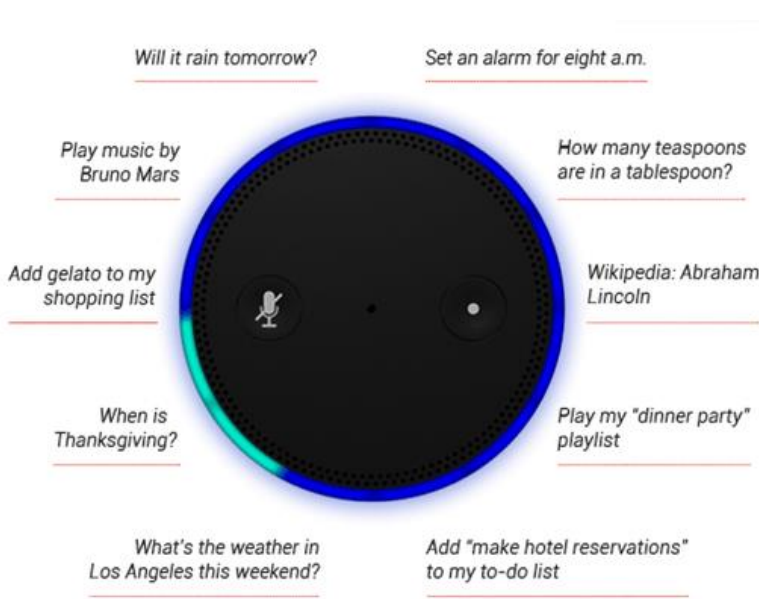 Will it rain tomorrow?
Set an alarm for eight a.m.
Play music by
Bruno Mars
How many teaspoons
are in a tablespoon?
Add gelato to my
shopping list
Wikipedia: Abraham
Lincoln
When is
Thanksgiving?
Play my "dinner party"
playlist
What's the weather in
Los Angeles this weekend?
Add "make hotel reservations"
to my to-do list